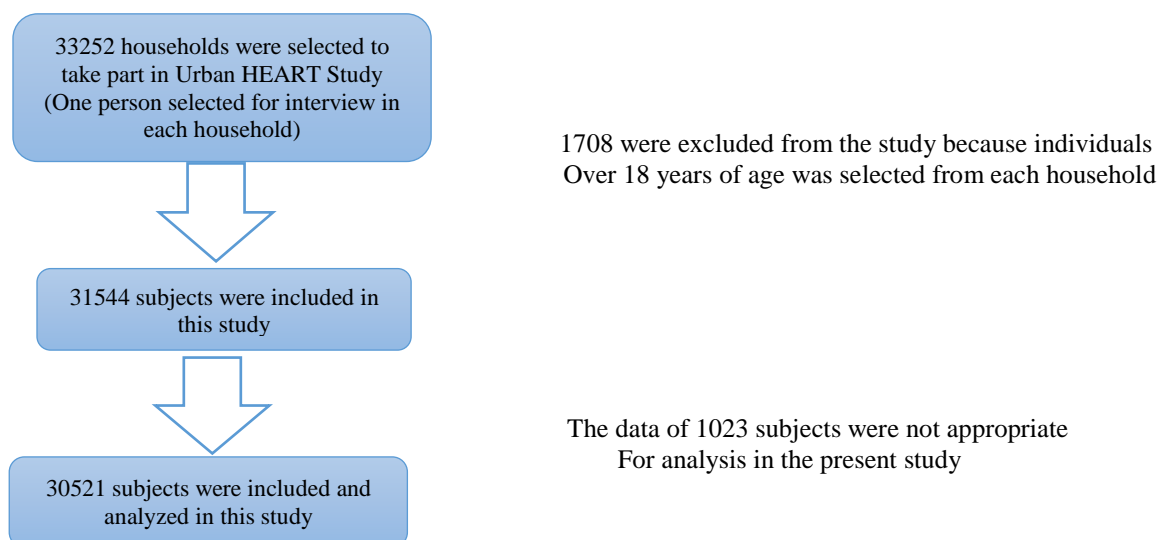 33252 households were selected to
take part in Urban HEART Study
(One person selected for interview in
each household)
1708 were excluded from the study because individuals
Over 18 years of age was selected from each household
31544 subjects were included in
this study
The data of 1023 subjects were not appropriate
For analysis in the present study
30521 subjects were included and
analyzed in this study